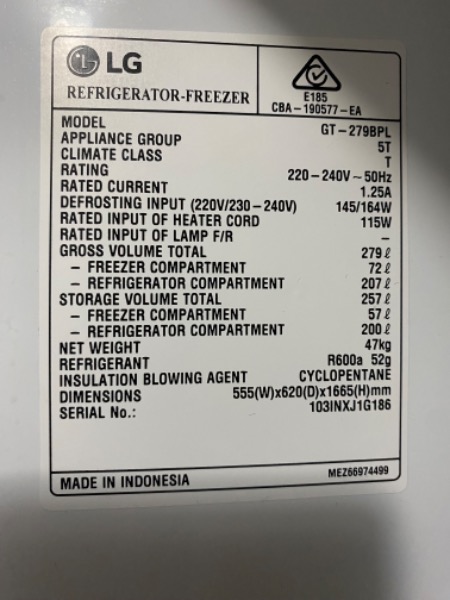 LG
REFRIGERATOR-FREEZER
E185
CBA-190577-EA
MODEL GT-279BPL
APPLIANCE GROUP 5T
CLIMATE CLASS T
RATING 220-240V~50Hz
RATED CURRENT 1.25A
DEFROSTING INPUT (220V/230-240V) 145/164W
RATED INPUT OF HEATER CORD 115W
RATED INPUT OF LAMP F/R –
GROSS VOLUME TOTAL 279ℓ
– FREEZER COMPARTMENT 72ℓ
– REFRIGERATOR COMPARTMENT 207ℓ
STORAGE VOLUME TOTAL 257ℓ
– FREEZER COMPARTMENT 57ℓ
– REFRIGERATOR COMPARTMENT 200ℓ
NET WEIGHT 47kg
REFRIGERANT R600a 52g
INSULATION BLOWING AGENT CYCLOPENTANE
DIMENSIONS 555(W)x620(D)x1665(H)mm
SERIAL No.: 103INXJ1G186
MADE IN INDONESIA MEZ66974499